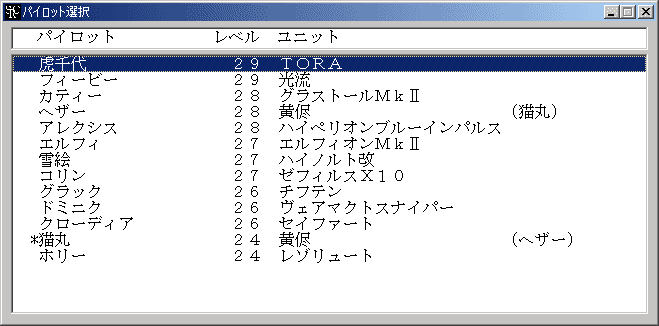 パイロット選択
パイロット レベル ユニット
虎千代 ２９ ＴＯＲＡ
フィービー ２９ 光流
カティー ２８ グラストールＭｋⅡ
ヘザー ２８ 黄侭 （猫丸）
アレクシス ２８ ハイペリオンブルーインパルス
エルフィ ２７ エルフィオンＭｋⅡ
雪絵 ２７ ハイノルト改
コリン ２７ ゼフィルスＸ１０
グラック ２６ チフテン
ドミニク ２６ ヴェアマクトスナイパー
クローディア ２６ セイファート
*猫丸 ２４ 黄侭 （ヘザー）
ホリー ２４ レゾリュート